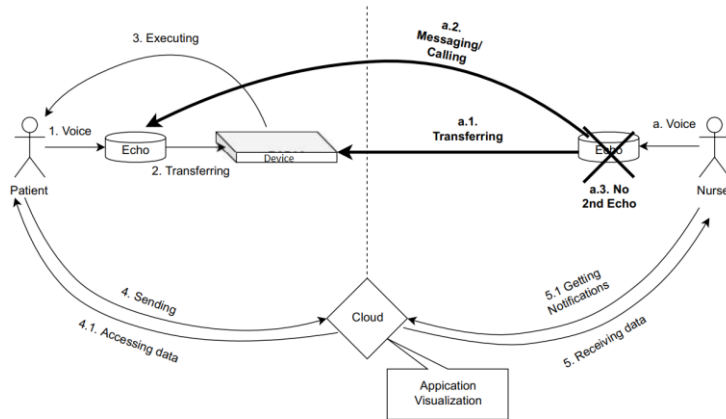 3. Executing
a.2.
Messaging/
Calling
1. Voice
Echo
2. Transferring
Device
a.1.
Transferring
Echo
a. Voice
a.3. No
2nd Echo
Patient
Nurse
4. Sending
4.1. Accessing data
Cloud
5.1 Getting
Notifications
5. Receiving data
Appication
Visualization